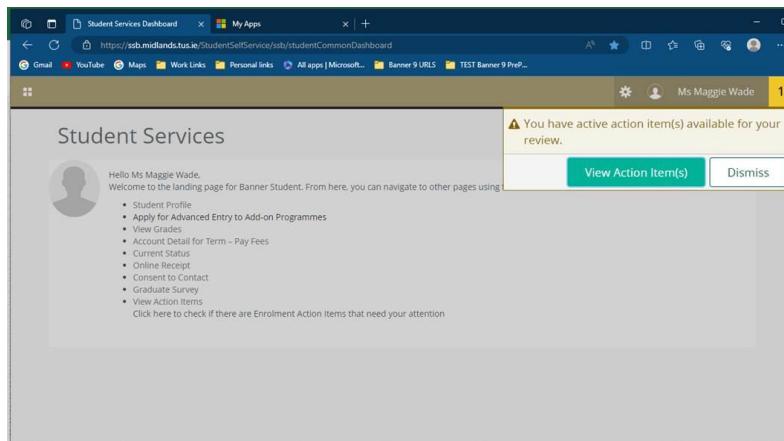 Student Services Dashboard
My Apps
https://ssb.midlands.tus.ie/StudentSelfService/ssb/studentCommonDashboard
Gmail YouTube Maps Work Links Personal links All apps | Microsoft... Banner 9 URLS TEST Banner 9 PreP...
Ms Maggie Wade 1
You have active action item(s) available for your
review.
View Action Item(s) Dismiss
Student Services
Hello Ms Maggie Wade,
Welcome to the landing page for Banner Student. From here, you can navigate to other pages using
Student Profile
Apply for Advanced Entry to Add-on Programmes
View Grades
Account Detail for Term – Pay Fees
Current Status
Online Receipt
Consent to Contact
Graduate Survey
View Action Items
Click here to check if there are Enrolment Action Items that need your attention